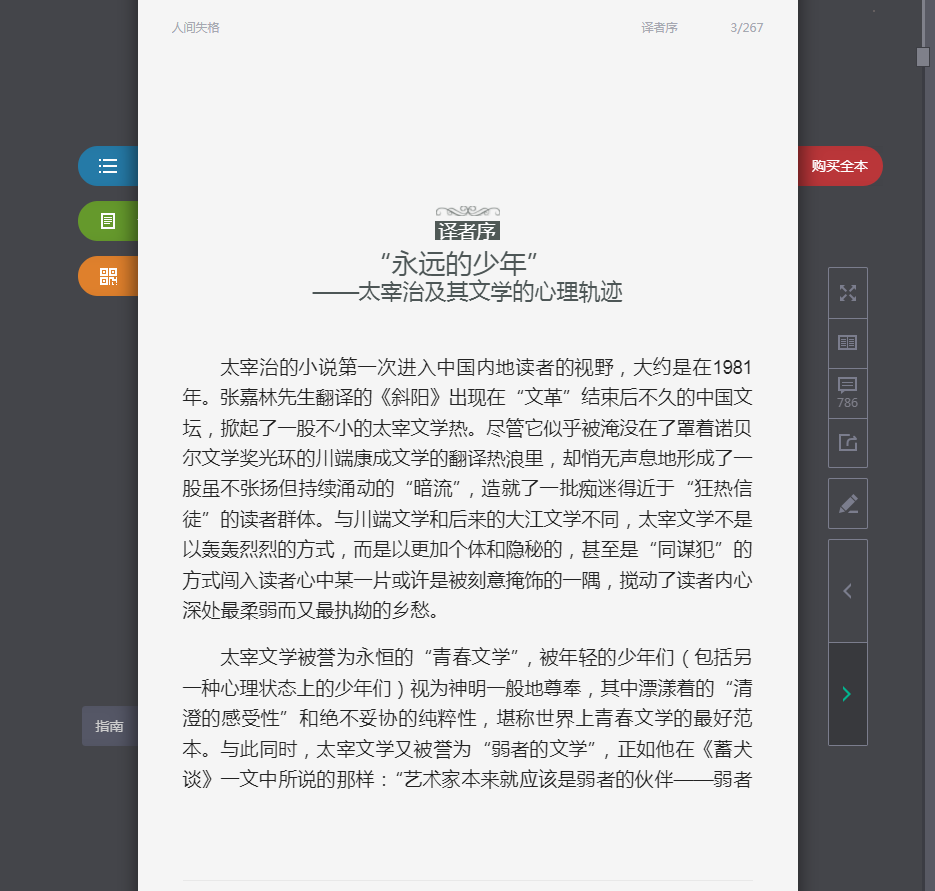 人间失格
译者序
3/267
购买全本
译者序
“永远的少年”
——太宰治及其文学的心理轨迹
太宰治的小说第一次进入中国内地读者的视野，大约是在1981
年。张嘉林先生翻译的《斜阳》出现在“文革”结束后不久的中国文
坛，掀起了一股不小的太宰文学热。尽管它似乎被淹没在了罩着诺贝
尔文学奖光环的川端康成文学的翻译热浪里，却悄无声息地形成了一
股虽不张扬但持续涌动的“暗流”，造就了一批痴迷得近于“狂热信
徒”的读者群体。与川端文学和后来的大江文学不同，太宰文学不是
以轰轰烈烈的方式，而是以更加个体和隐秘的，甚至是“同谋犯”的
方式闯入读者心中某一片或许是被刻意掩饰的一隅，搅动了读者内心
深处最柔弱而又最执拗的乡愁。
太宰文学被誉为永恒的“青春文学”，被年轻的少年们（包括另
一种心理状态上的少年们）视为神明一般地尊奉，其中漂漾着的“清
澄的感受性”和绝不妥协的纯粹性，堪称世界上青春文学的最好范
本。与此同时，太宰文学又被誉为“弱者的文学”，正如他在《蓄犬
谈》一文中所说的那样：“艺术家本来就应该是弱者的伙伴——弱者
786
指南